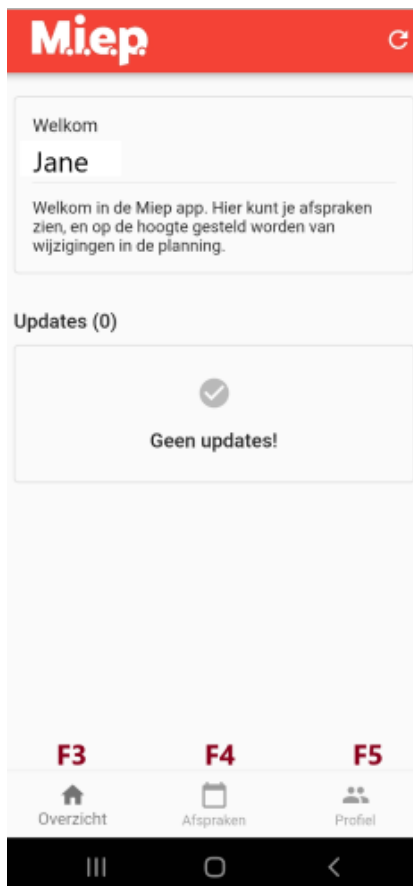 M.i.e.p.
Welkom
Jane
Welkom in de Miep app. Hier kunt je afspraken
zien, en op de hoogte gesteld worden van
wijzigingen in de planning.
Updates (0)
Geen updates!
F3 F4 F5
Overzicht Afspraken Profiel